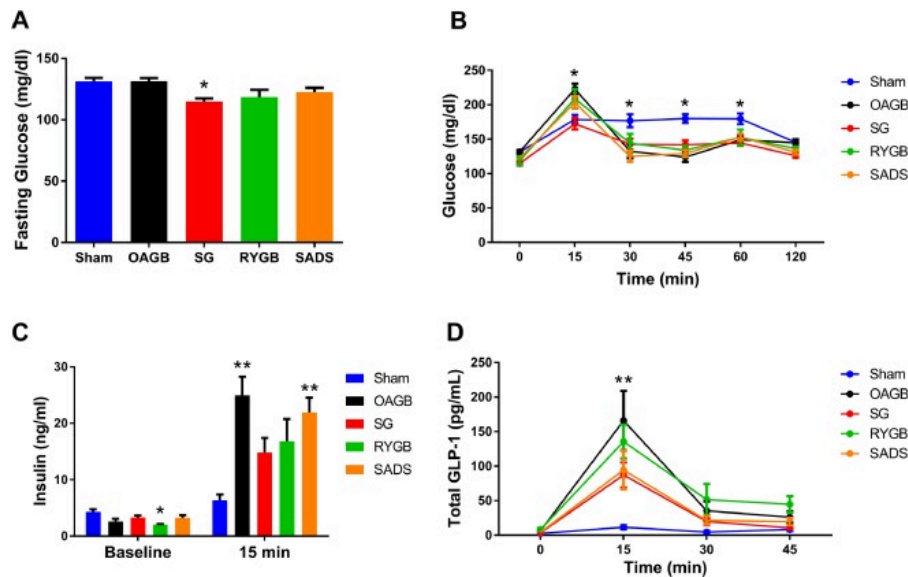 A
Fasting Glucose (mg/dl)
150
100
50
0
*
Sham OAGB SG RYGB SADS
B
Glucose (mg/dl)
250
200
150
100
50
0
* * * *
0 15 30 45 60 120
Time (min)
Sham
OAGB
SG
RYGB
SADS
C
Insulin (ng/ml)
30
20
10
0
* ** **
Baseline 15 min
Sham
OAGB
SG
RYGB
SADS
D
Total GLP-1 (pg/mL)
250
200
150
100
50
0
**
0 15 30 45
Time (min)
Sham
OAGB
SG
RYGB
SADS